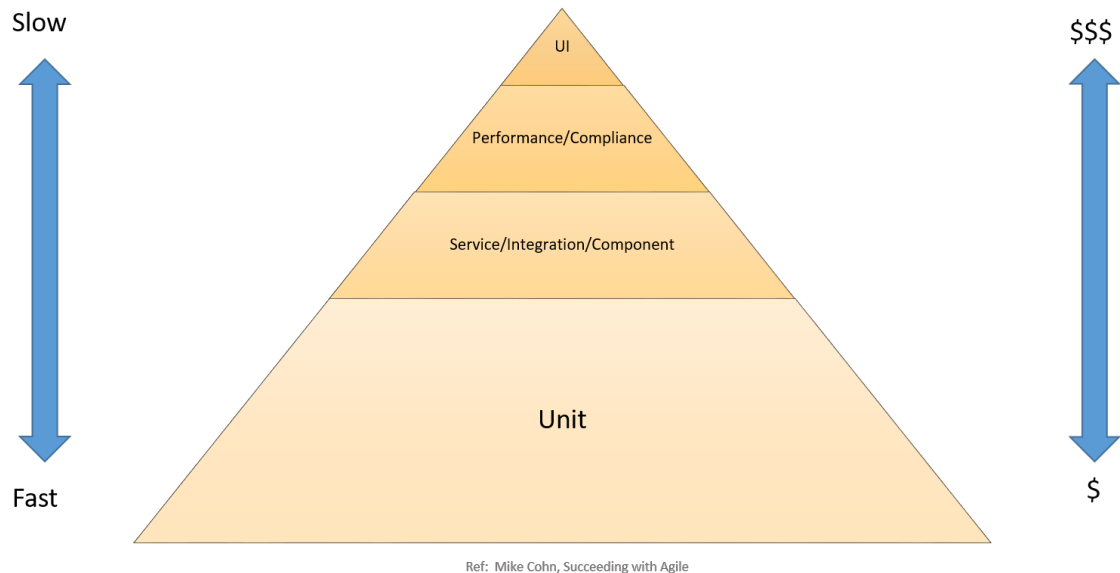 Slow
$$$
UI
Performance/Compliance
Service/Integration/Component
Unit
Fast
$
Ref: Mike Cohn, Succeeding with Agile